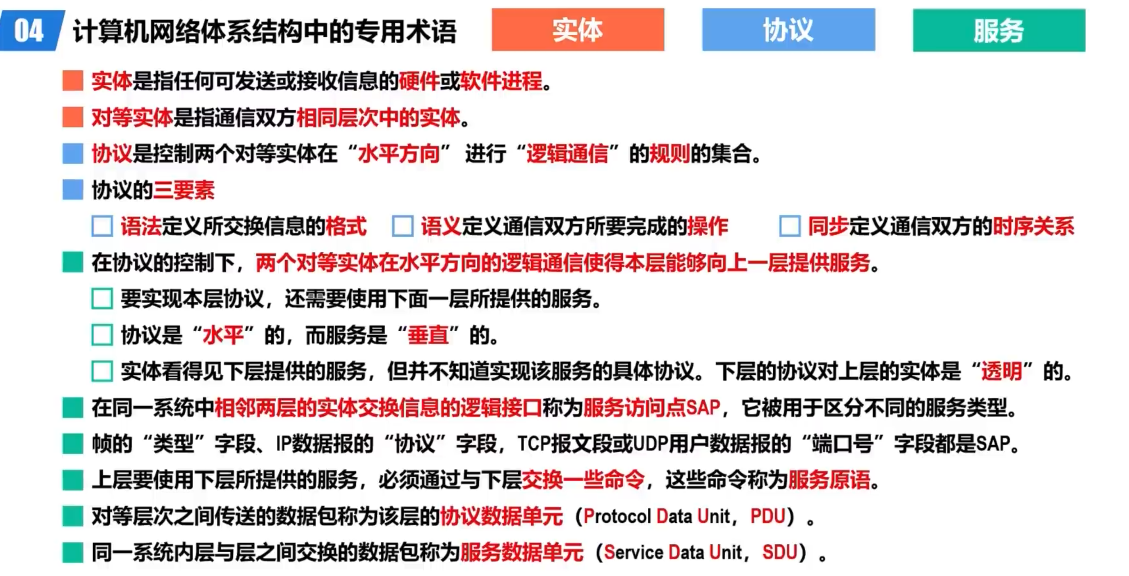 04 计算机网络体系结构中的专用术语 实体 协议 服务
实体是指任何可发送或接收信息的硬件或软件进程。
对等实体是指通信双方相同层次中的实体。
协议是控制两个对等实体在“水平方向” 进行“逻辑通信”的规则的集合。
协议的三要素
语法定义所交换信息的格式 语义定义通信双方所要完成的操作 同步定义通信双方的时序关系
在协议的控制下，两个对等实体在水平方向的逻辑通信使得本层能够向上一层提供服务。
要实现本层协议，还需要使用下面一层所提供的服务。
协议是“水平”的，而服务是“垂直”的。
实体看得见下层提供的服务，但并不知道实现该服务的具体协议。下层的协议对上层的实体是“透明”的。
在同一系统中相邻两层的实体交换信息的逻辑接口称为服务访问点SAP，它被用于区分不同的服务类型。
帧的“类型”字段、IP数据报的“协议”字段，TCP报文段或UDP用户数据报的“端口号”字段都是SAP。
上层要使用下层所提供的服务，必须通过与下层交换一些命令，这些命令称为服务原语。
对等层次之间传送的数据包称为该层的协议数据单元（Protocol Data Unit，PDU）。
同一系统内层与层之间交换的数据包称为服务数据单元（Service Data Unit，SDU）。